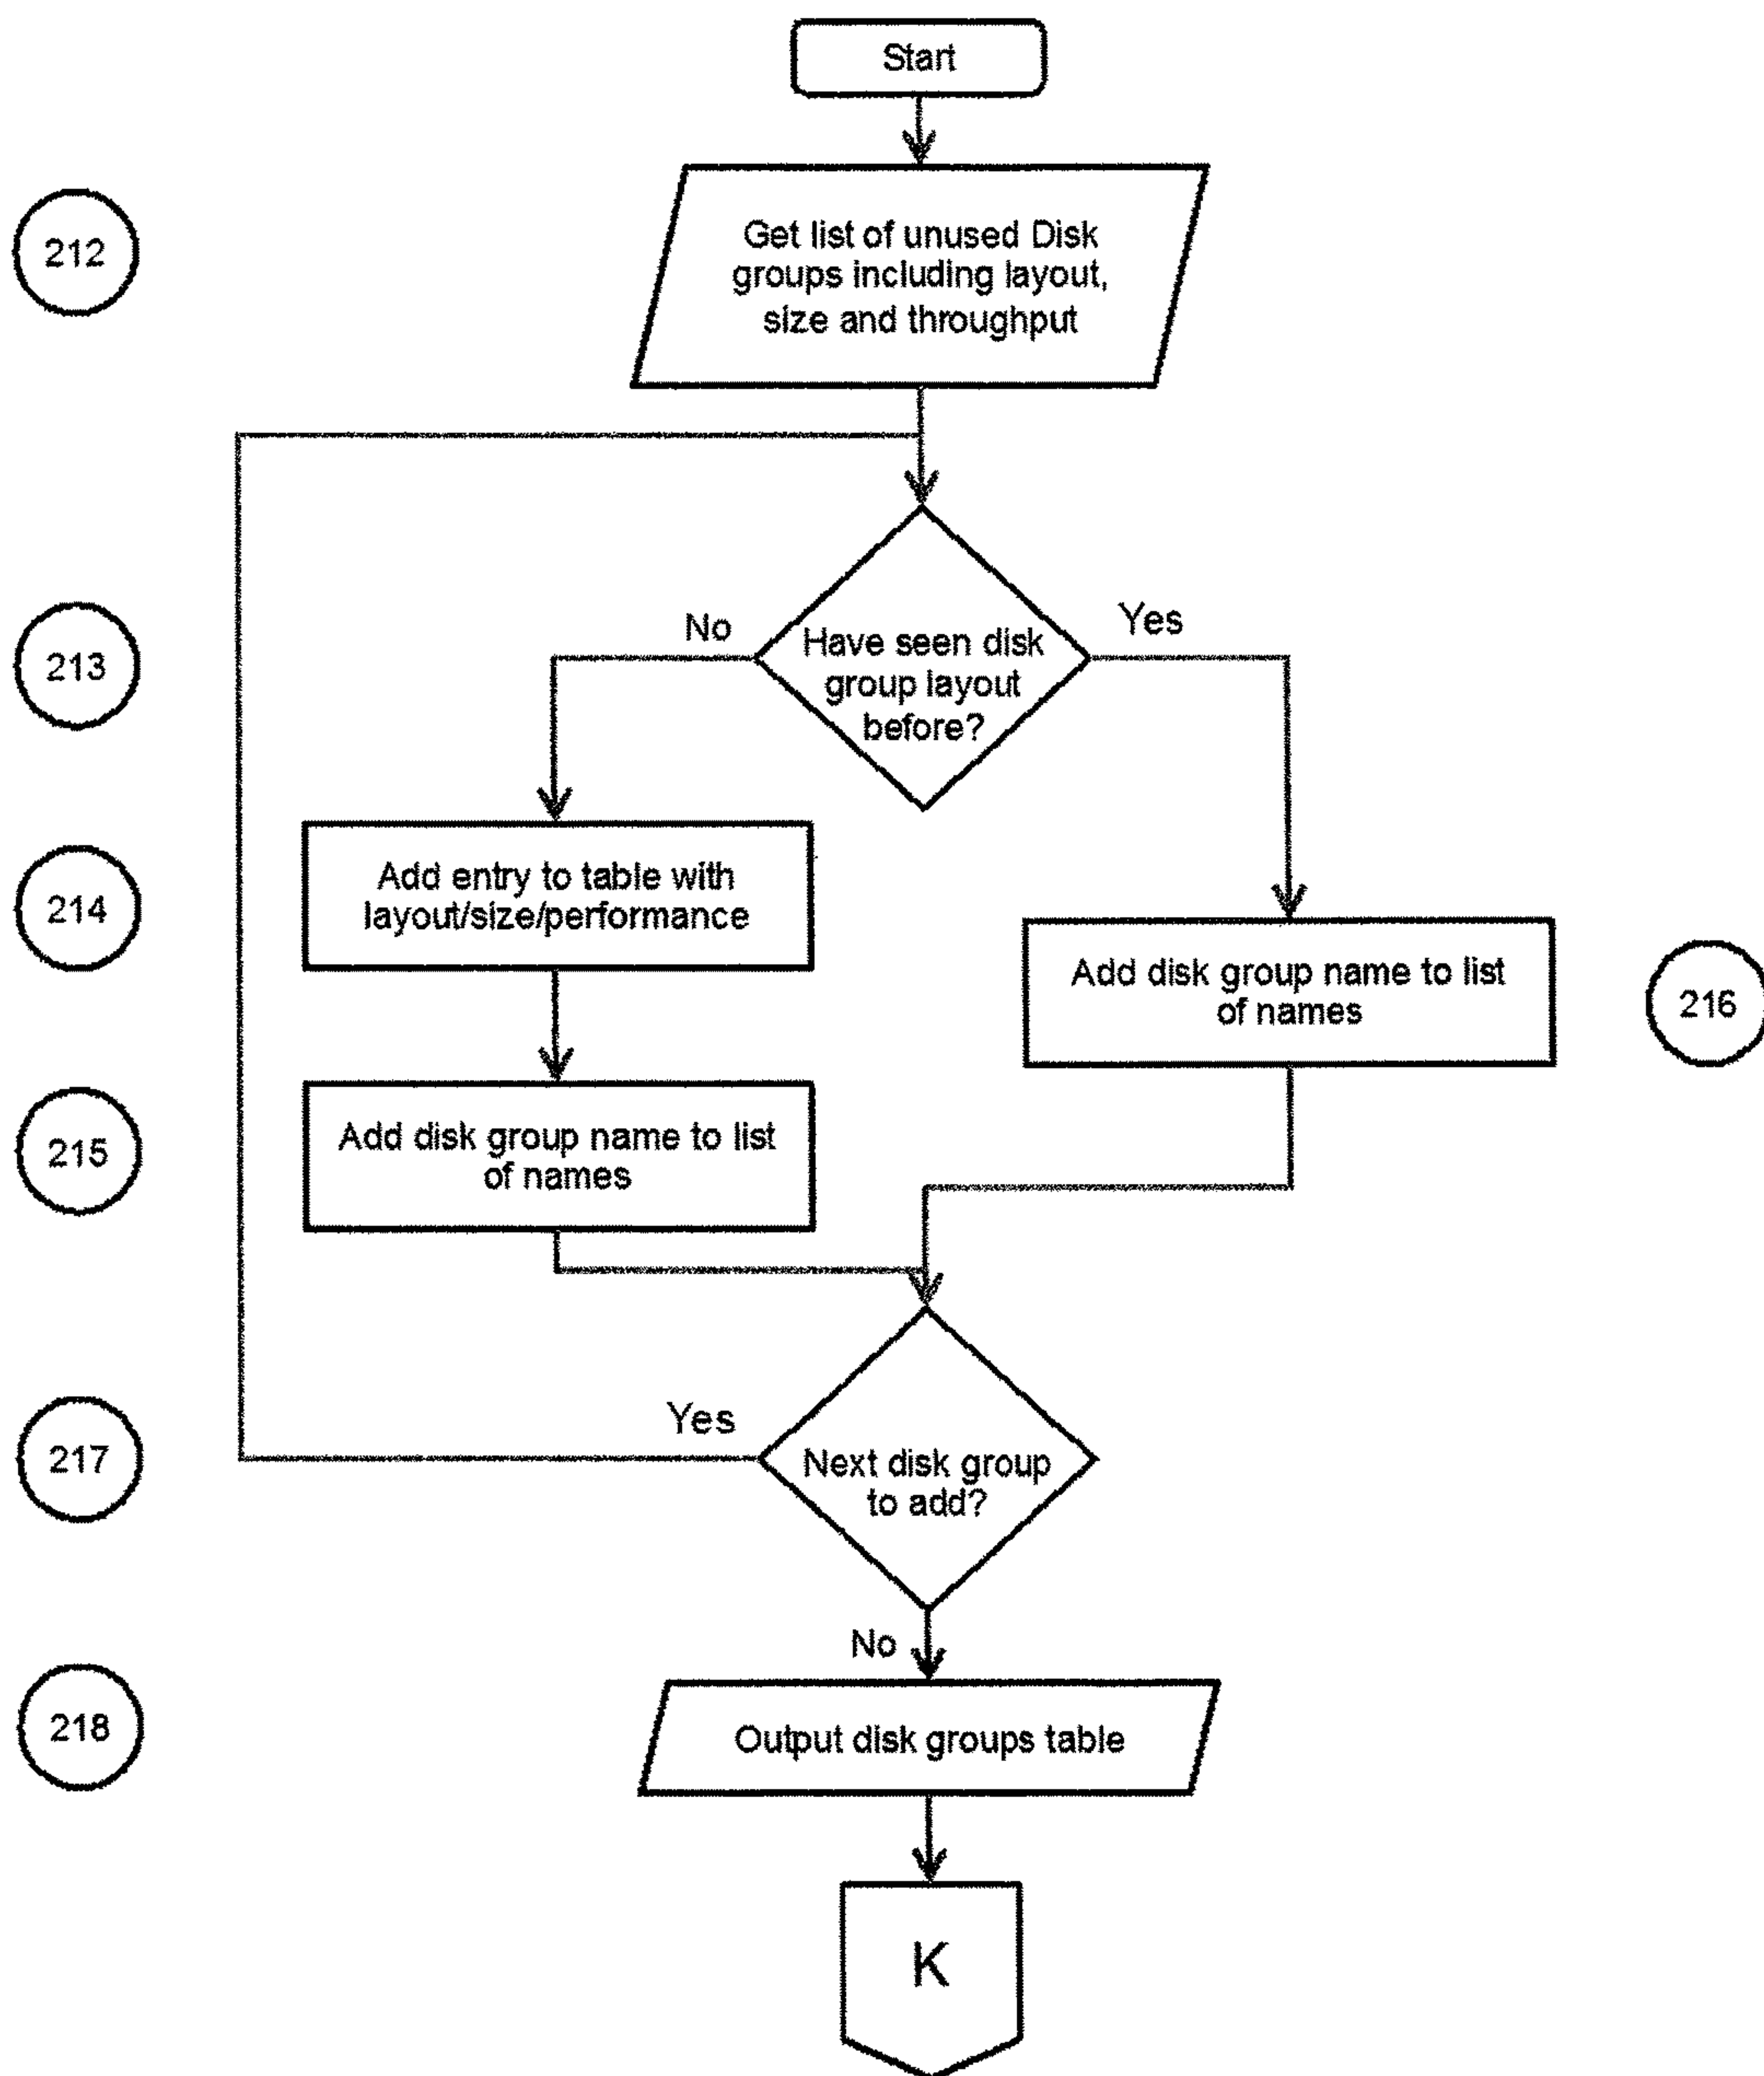 Start
212
Get list of unused Disk
groups including layout,
size and throughput
213
No
Yes
Have seen disk
group layout
before?
214
Add entry to table with
layout/size/performance
Add disk group name to list
of names
216
215
Add disk group name to list
of names
217
Yes
Next disk group
to add?
No
218
Output disk groups table
K